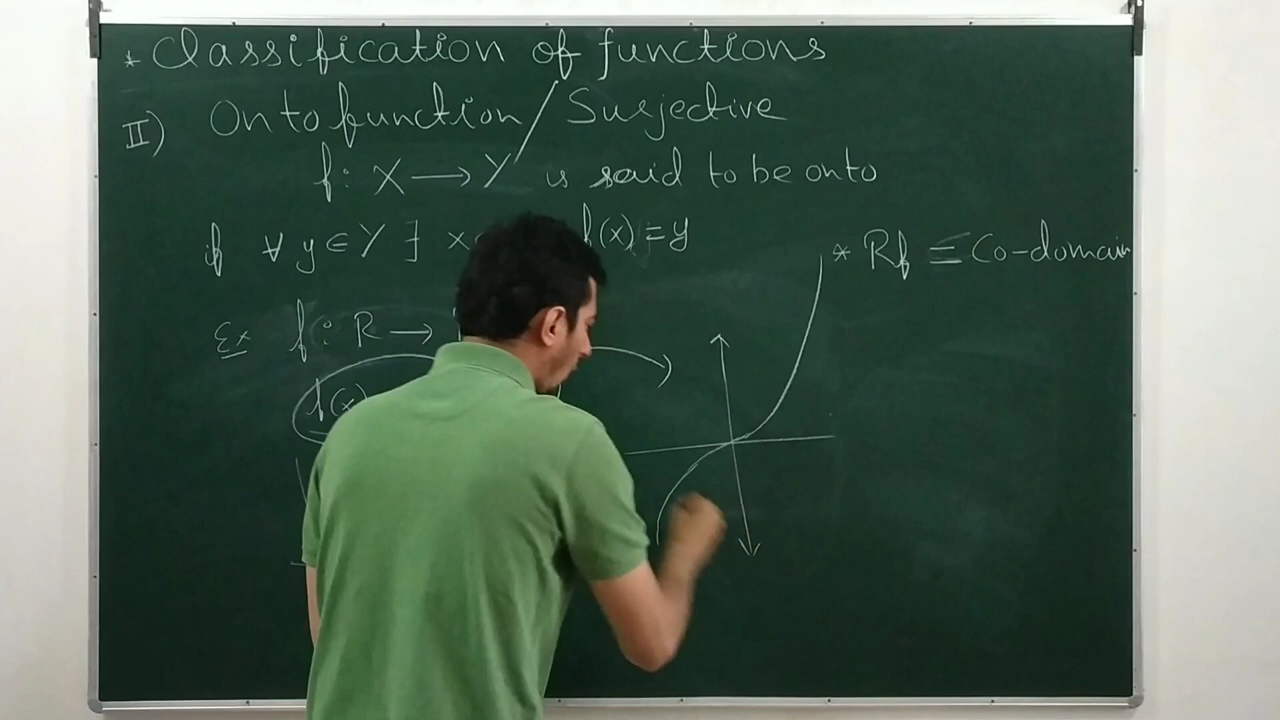 * Classification of functions
II) Onto function / Surjective
f: X → Y is said to be onto
if ∀ y ∈ Y ∃ x f(x) = y
* Rf = Co-domain
Ex f: R →
f(x)